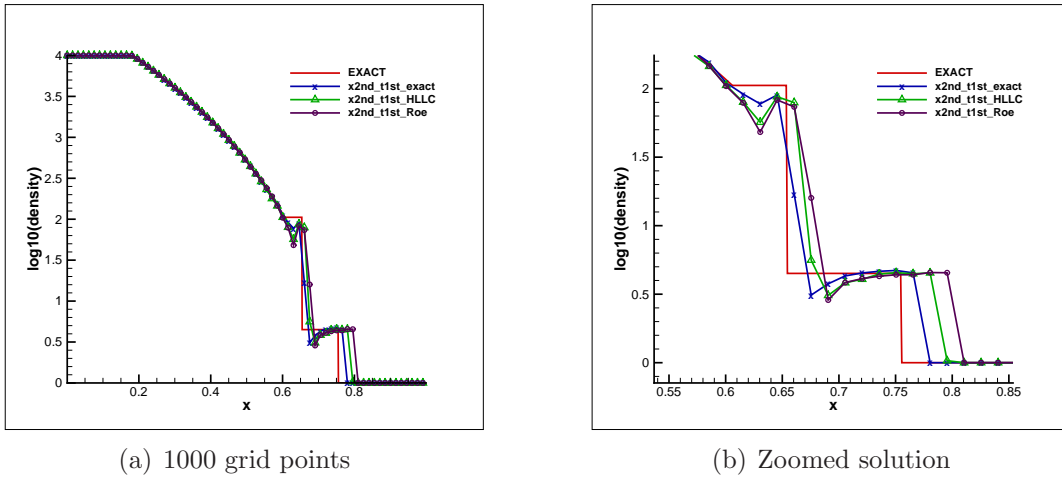 log10(density)
4
3.5
3
2.5
2
1.5
1
0.5
0
0.2
0.4
0.6
0.8
x
EXACT
x2nd_t1st_exact
x2nd_t1st_HLLC
x2nd_t1st_Roe
(a) 1000 grid points
log10(density)
2
1.5
1
0.5
0
0.55
0.6
0.65
0.7
0.75
0.8
0.85
x
EXACT
x2nd_t1st_exact
x2nd_t1st_HLLC
x2nd_t1st_Roe
(b) Zoomed solution